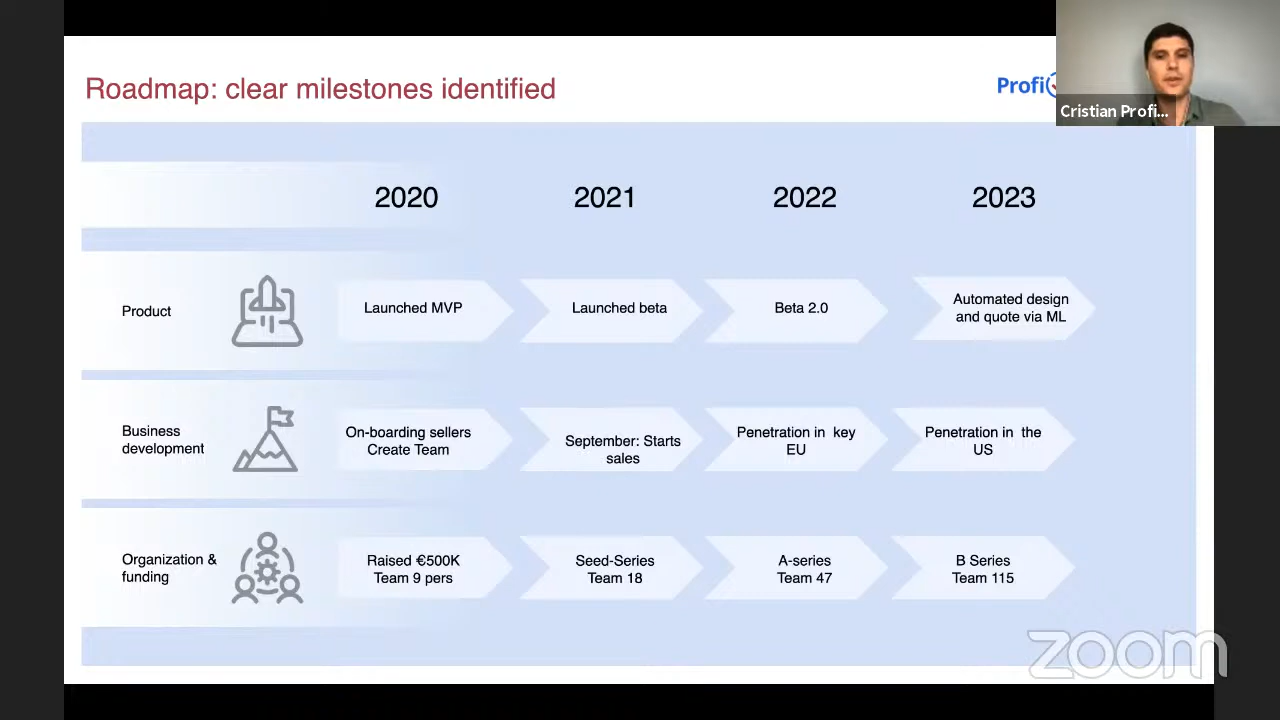 Roadmap: clear milestones identified
Profi
Cristian Profi...
2020 2021 2022 2023
Product
Launched MVP
Launched beta
Beta 2.0
Automated design
and quote via ML
Business
development
On-boarding sellers
Create Team
September: Starts
sales
Penetration in key
EU
Penetration in the
US
Organization &
funding
Raised €500K
Team 9 pers
Seed-Series
Team 18
A-series
Team 47
B Series
Team 115
zoom